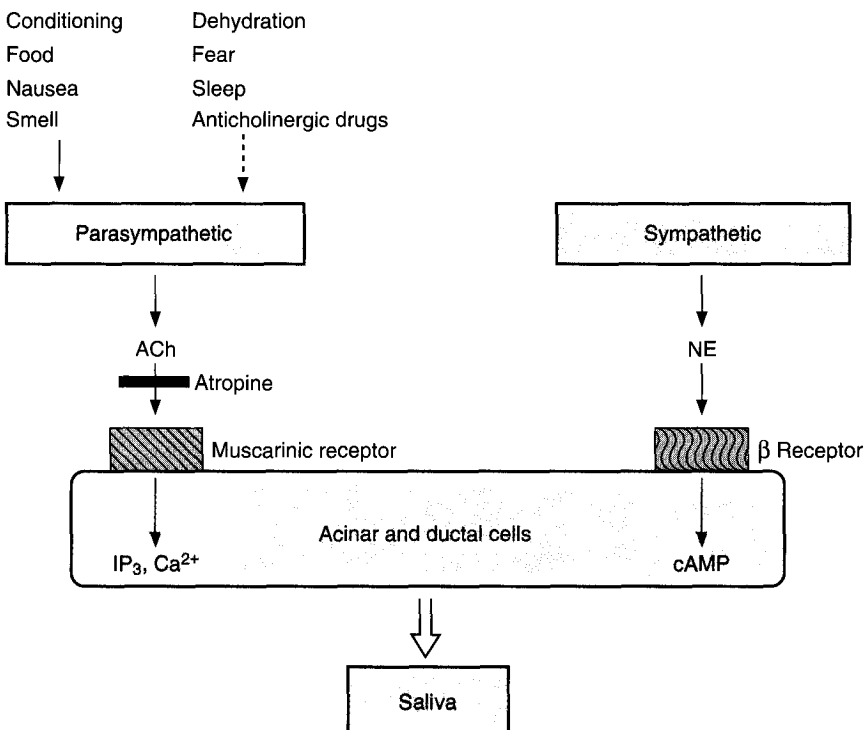 Conditioning
Food
Nausea
Smell
Dehydration
Fear
Sleep
Anticholinergic drugs
Parasympathetic
Sympathetic
ACh
NE
Atropine
Muscarinic receptor
β Receptor
Acinar and ductal cells
IP₃, Ca²⁺
cAMP
Saliva